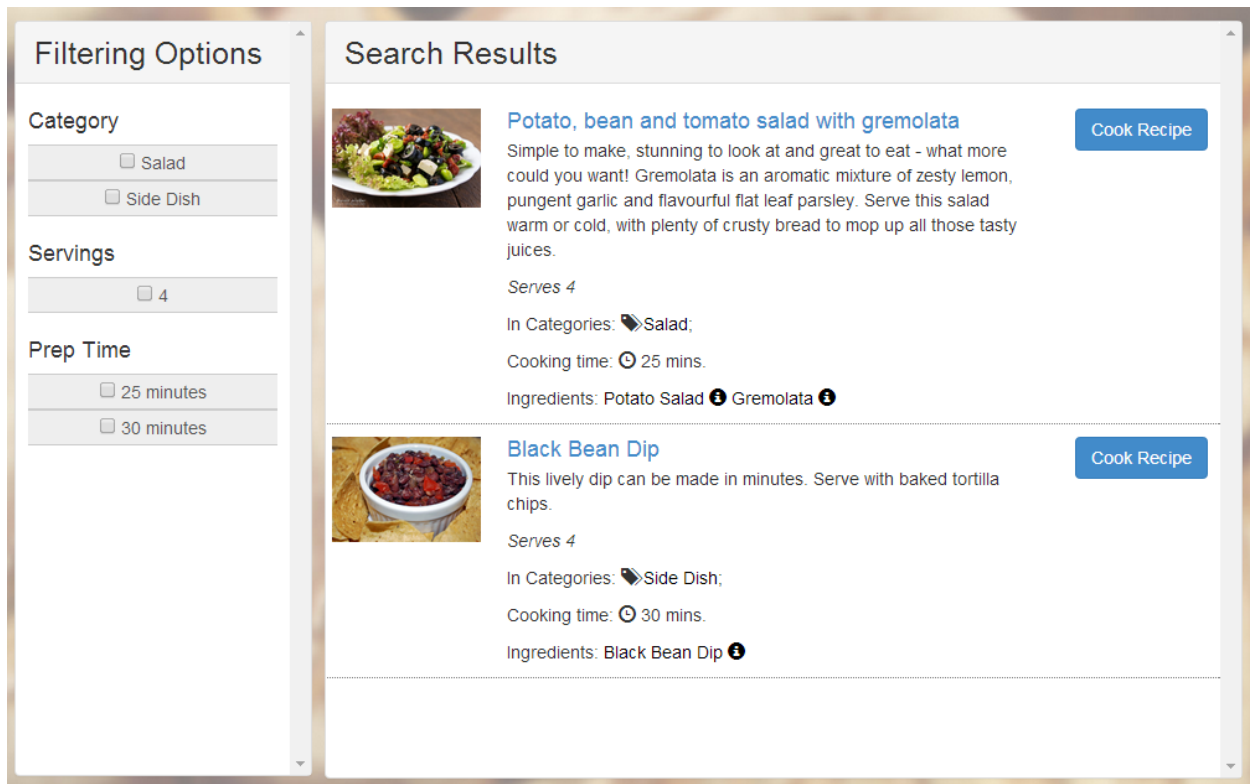 Filtering Options
Category
Salad
Side Dish
Servings
4
Prep Time
25 minutes
30 minutes
Search Results
Potato, bean and tomato salad with gremolata
Cook Recipe
Simple to make, stunning to look at and great to eat - what more
could you want! Gremolata is an aromatic mixture of zesty lemon,
pungent garlic and flavourful flat leaf parsley. Serve this salad
warm or cold, with plenty of crusty bread to mop up all those tasty
juices.
Serves 4
In Categories: Salad;
Cooking time: 25 mins.
Ingredients: Potato Salad Gremolata
Black Bean Dip
Cook Recipe
This lively dip can be made in minutes. Serve with baked tortilla
chips.
Serves 4
In Categories: Side Dish;
Cooking time: 30 mins.
Ingredients: Black Bean Dip